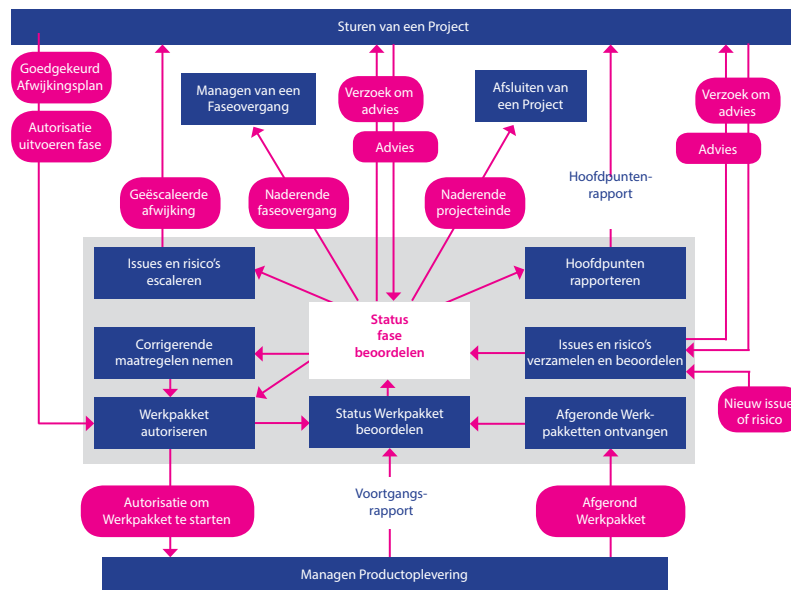 Sturen van een Project
Goedgekeurd
Afwijkingsplan
Autorisatie
uitvoeren fase
Managen van een
Faseovergang
Verzoek om
advies
Advies
Afsluiten van
een Project
Verzoek om
advies
Advies
Geëscaleerde
afwijking
Naderende
faseovergang
Naderende
projecteinde
Hoofdpunten-
rapport
Issues en risico's
escaleren
Hoofdpunten
rapporteren
Status
fase
beoordelen
Corrigerende
maatregelen nemen
Issues en risico's
verzamelen en beoordelen
Nieuw issue
of risico
Werkpakket
autoriseren
Status Werkpakket
beoordelen
Afgeronde Werk-
pakketten ontvangen
Autorisatie om
Werkpakket te starten
Voortgangs-
rapport
Afgerond
Werkpakket
Managen Productoplevering